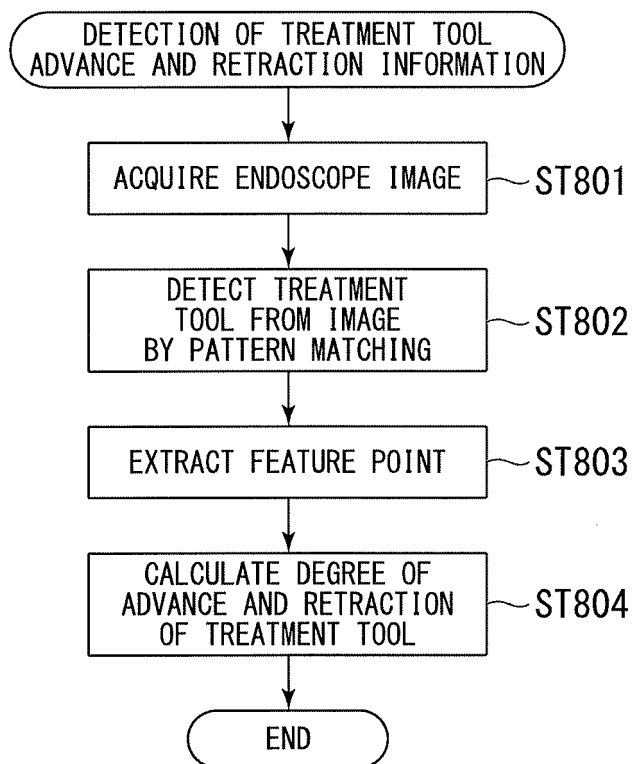 DETECTION OF TREATMENT TOOL
ADVANCE AND RETRACTION INFORMATION
ACQUIRE ENDOSCOPE IMAGE
ST801
DETECT TREATMENT
TOOL FROM IMAGE
BY PATTERN MATCHING
ST802
EXTRACT FEATURE POINT
ST803
CALCULATE DEGREE OF
ADVANCE AND RETRACTION
OF TREATMENT TOOL
ST804
END